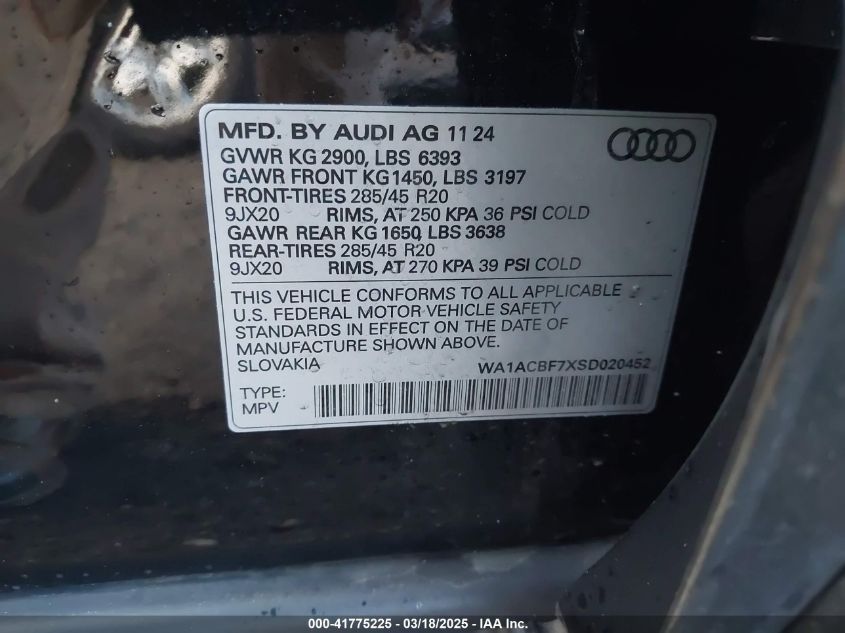 MFD. BY AUDI AG 11 24
GVWR KG 2900, LBS 6393
GAWR FRONT KG1450, LBS 3197
FRONT-TIRES 285/45 R20
9JX20 RIMS, AT 250 KPA 36 PSI COLD
GAWR REAR KG 1650, LBS 3638
REAR-TIRES 285/45 R20
9JX20 RIMS, AT 270 KPA 39 PSI COLD
THIS VEHICLE CONFORMS TO ALL APPLICABLE
U.S. FEDERAL MOTOR VEHICLE SAFETY
STANDARDS IN EFFECT ON THE DATE OF
MANUFACTURE SHOWN ABOVE.
SLOVAKIA WA1ACBF7XSD020452
TYPE:
MPV
000-41775225 - 03/18/2025 - IAA Inc.